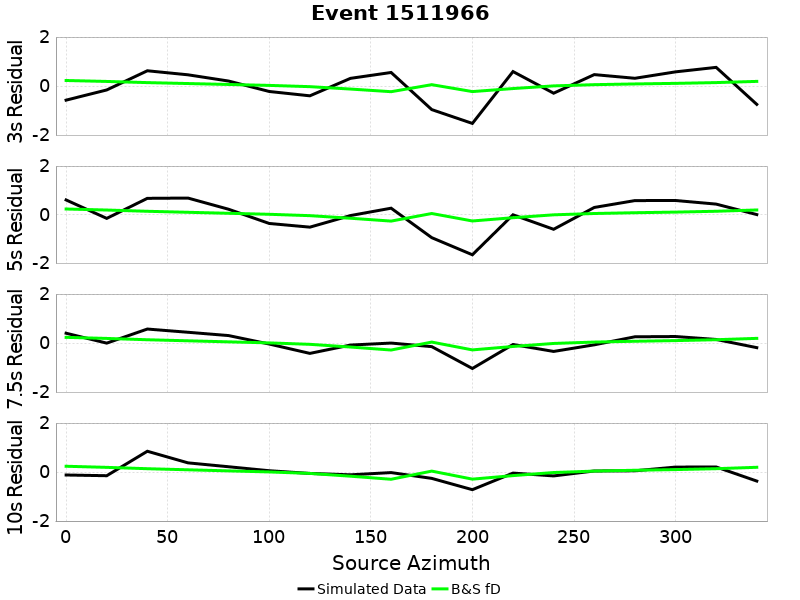 Event 1511966
3s Residual
2
0
-2
5s Residual
2
0
-2
7.5s Residual
2
0
-2
10s Residual
2
0
-2
0 50 100 150 200 250 300
Source Azimuth
Simulated Data B&S fD